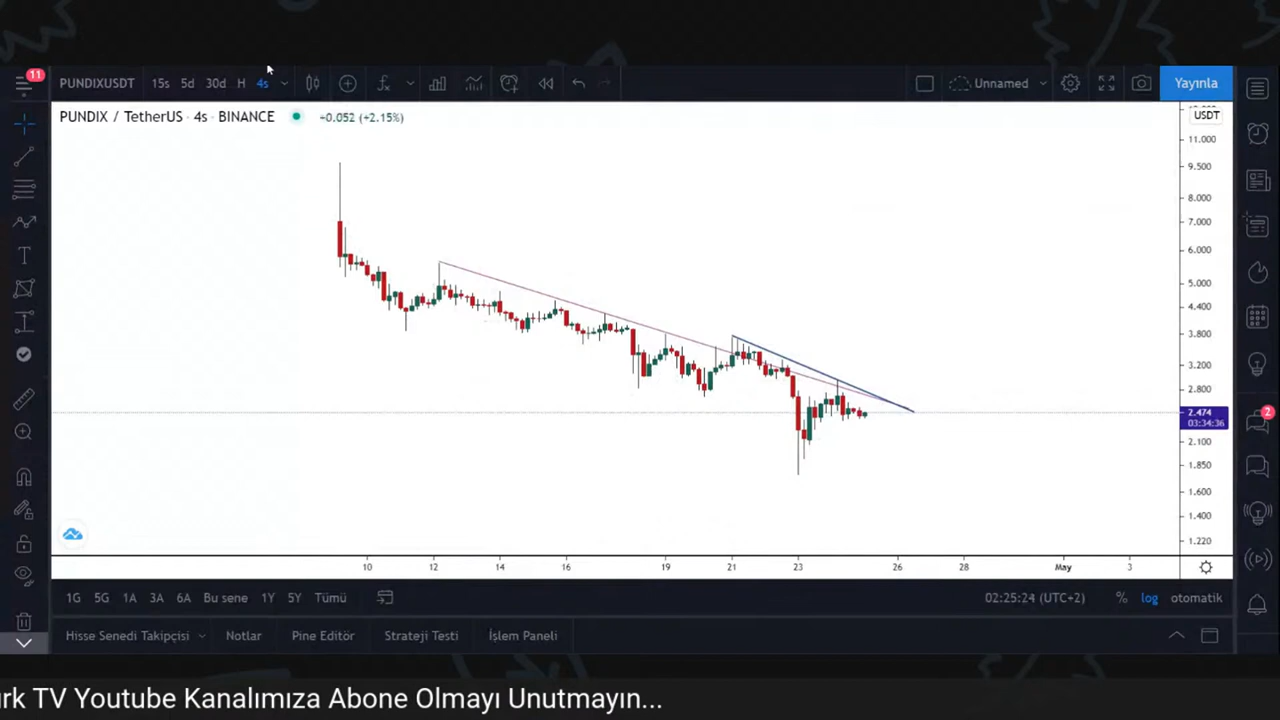 11
PUNDIXUSDT 15s 5d 30d H 4s Unnamed Yayınla
PUNDIX / TetherUS · 4s · BINANCE +0.052 (+2.15%)
USDT
11.000
9.500
8.000
7.000
6.000
5.000
4.400
3.800
3.200
2.800
2.474
03:34:36
2.100
1.850
1.600
1.400
1.220
2
10 12 14 16 19 21 23 26 28 May 3
1G 5G 1A 3A 6A Bu sene 1Y 5Y Tümü 02:25:24 (UTC+2) % log otomatik
Hisse Senedi Takipçisi Notlar Pine Editör Strateji Testi İşlem Paneli
rk TV Youtube Kanalımıza Abone Olmayı Unutmayın...